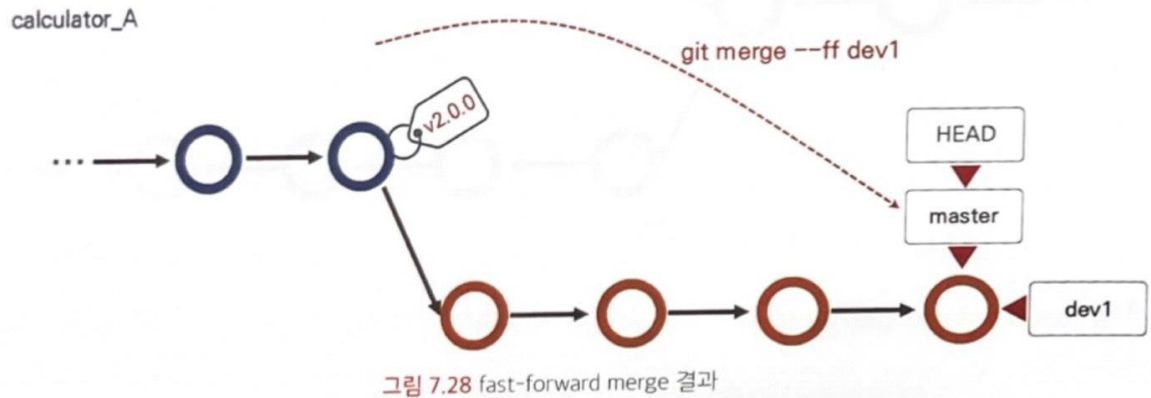 calculator_A
git merge --ff dev1
v2.0.0
HEAD
master
dev1
그림 7.28 fast-forward merge 결과